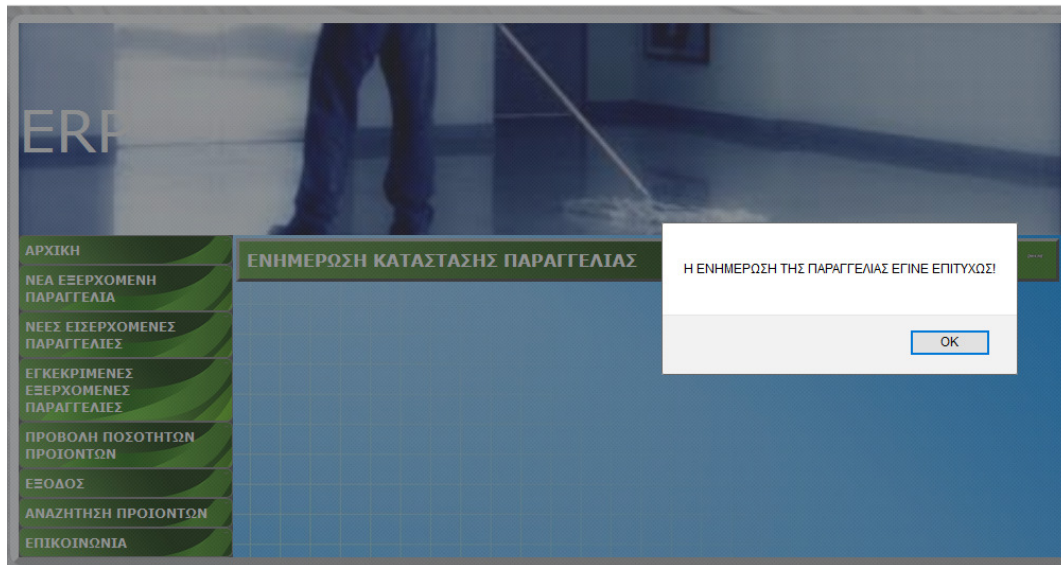 ERP
ΑΡΧΙΚΗ
ΝΕΑ ΕΞΕΡΧΟΜΕΝΗ
ΠΑΡΑΓΓΕΛΙΑ
ΝΕΕΣ ΕΙΣΕΡΧΟΜΕΝΕΣ
ΠΑΡΑΓΓΕΛΙΕΣ
ΕΓΚΕΚΡΙΜΕΝΕΣ
ΕΞΕΡΧΟΜΕΝΕΣ
ΠΑΡΑΓΓΕΛΙΕΣ
ΠΡΟΒΟΛΗ ΠΟΣΟΤΗΤΩΝ
ΠΡΟΙΟΝΤΩΝ
ΕΞΟΔΟΣ
ΑΝΑΖΗΤΗΣΗ ΠΡΟΙΟΝΤΩΝ
ΕΠΙΚΟΙΝΩΝΙΑ
ΕΝΗΜΕΡΩΣΗ ΚΑΤΑΣΤΑΣΗΣ ΠΑΡΑΓΓΕΛΙΑΣ
Η ΕΝΗΜΕΡΩΣΗ ΤΗΣ ΠΑΡΑΓΓΕΛΙΑΣ ΕΓΙΝΕ ΕΠΙΤΥΧΩΣ!
OK